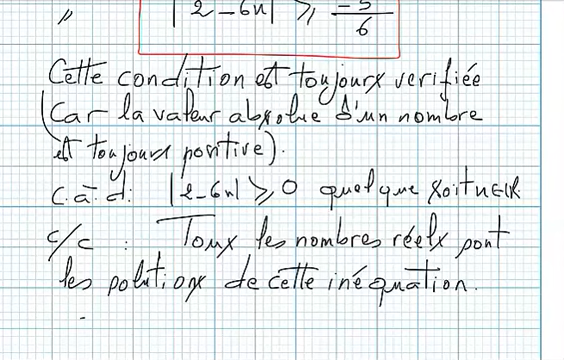 // |2-6x| ⩾ -5/6
Cette condition est toujours verifiée
(Car la valeur absolue d'un nombre
est toujours positive).
c.à.d: |2-6x| ⩾ 0 quelque soit x∈ℝ
c/c : Tous les nombres réels sont
les solutions de cette inéquation.